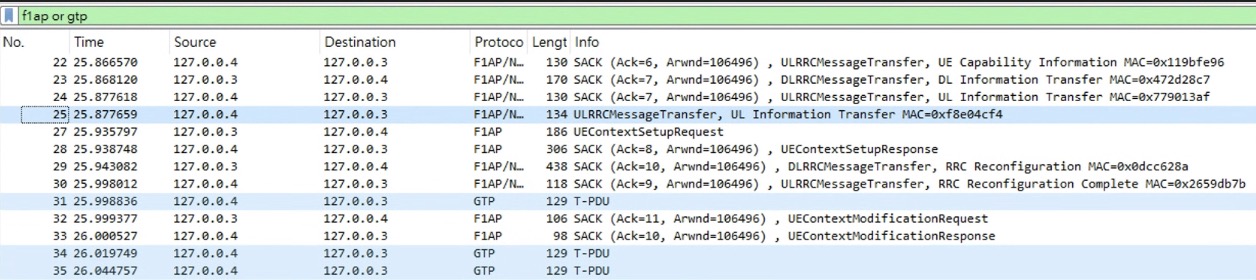 f1ap or gtp
No. Time Source Destination Protoco Lengt Info
22 25.866570 127.0.0.4 127.0.0.3 F1AP/N… 130 SACK (Ack=6, Arwnd=106496) , ULRRCMessageTransfer, UE Capability Information MAC=0x119bfe96
23 25.868120 127.0.0.3 127.0.0.4 F1AP/N… 170 SACK (Ack=7, Arwnd=106496) , DLRRCMessageTransfer, DL Information Transfer MAC=0x472d28c7
24 25.877618 127.0.0.4 127.0.0.3 F1AP/N… 130 SACK (Ack=7, Arwnd=106496) , ULRRCMessageTransfer, UL Information Transfer MAC=0x779013af
25 25.877659 127.0.0.4 127.0.0.3 F1AP/N… 134 ULRRCMessageTransfer, UL Information Transfer MAC=0xf8e04cf4
27 25.935797 127.0.0.3 127.0.0.4 F1AP 186 UEContextSetupRequest
28 25.938748 127.0.0.4 127.0.0.3 F1AP 306 SACK (Ack=8, Arwnd=106496) , UEContextSetupResponse
29 25.943082 127.0.0.3 127.0.0.4 F1AP/N… 438 SACK (Ack=10, Arwnd=106496) , DLRRCMessageTransfer, RRC Reconfiguration MAC=0x0dcc628a
30 25.998012 127.0.0.4 127.0.0.3 F1AP/N… 118 SACK (Ack=9, Arwnd=106496) , ULRRCMessageTransfer, RRC Reconfiguration Complete MAC=0x2659db7b
31 25.998836 127.0.0.4 127.0.0.3 GTP 129 T-PDU
32 25.999377 127.0.0.3 127.0.0.4 F1AP 106 SACK (Ack=11, Arwnd=106496) , UEContextModificationRequest
33 26.000527 127.0.0.4 127.0.0.3 F1AP 98 SACK (Ack=10, Arwnd=106496) , UEContextModificationResponse
34 26.019749 127.0.0.4 127.0.0.3 GTP 129 T-PDU
35 26.044757 127.0.0.4 127.0.0.3 GTP 129 T-PDU